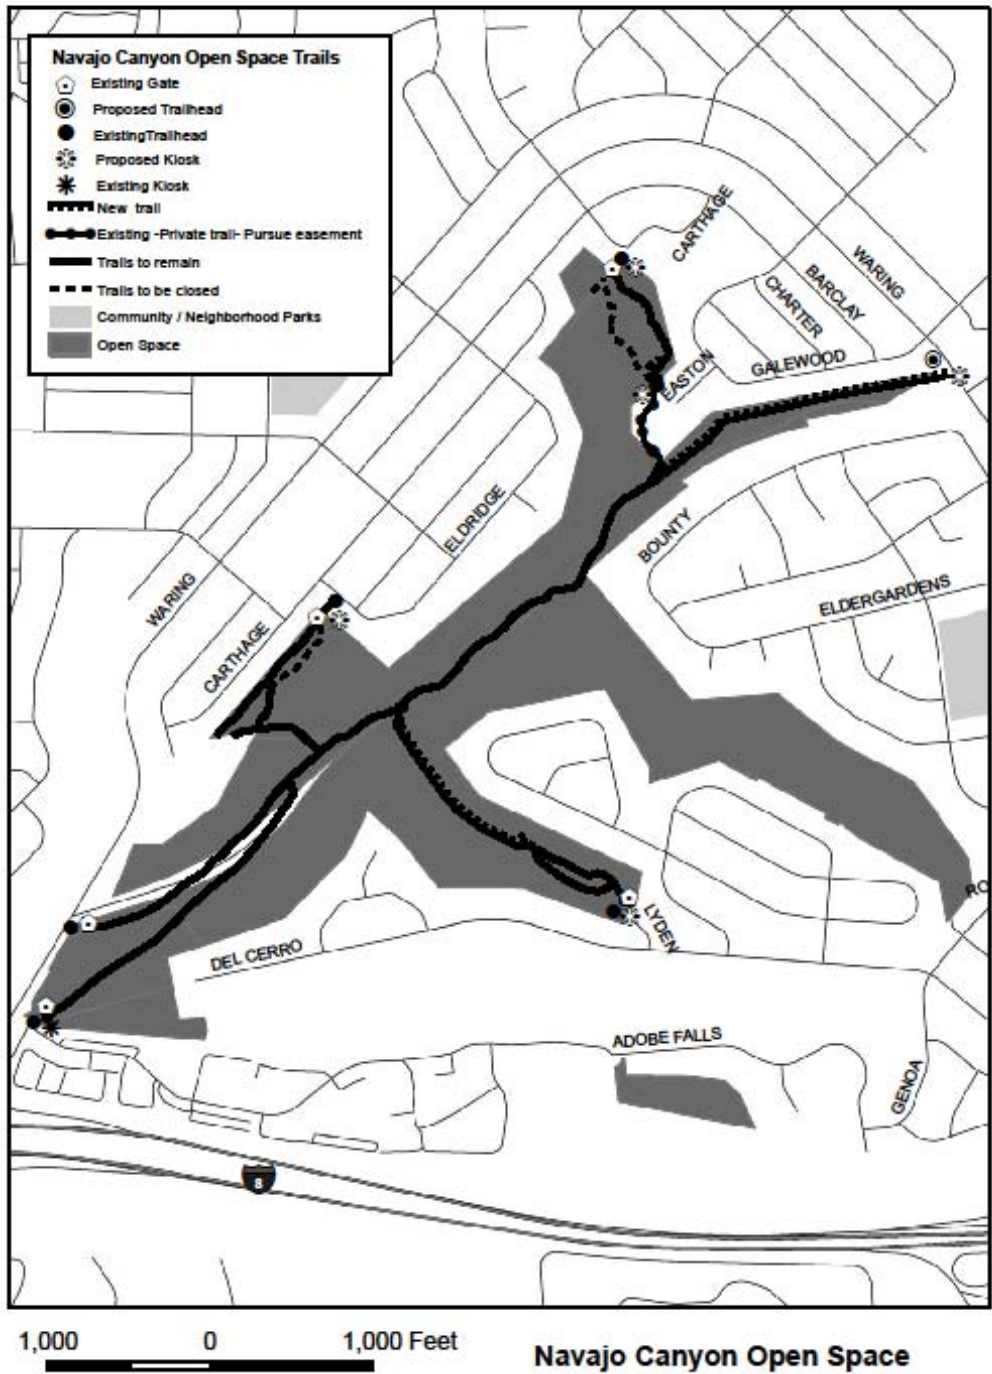 Navajo Canyon Open Space Trails
Existing Gate
Proposed Trailhead
ExistingTrailhead
Proposed Kiosk
Existing Kiosk
New trail
Existing -Private trail- Pursue easement
Trails to remain
Trails to be closed
Community / Neighborhood Parks
Open Space
CARTHAGE
WARING
BARCLAY
CHARTER
GALEWOOD
EASTON
ELDRIDGE
BOUNTY
WARING
ELDERGARDENS
CARTHAGE
RO
LYDEN
DEL CERRO
ADOBE FALLS
GENOA
8
1,000 0 1,000 Feet
Navajo Canyon Open Space